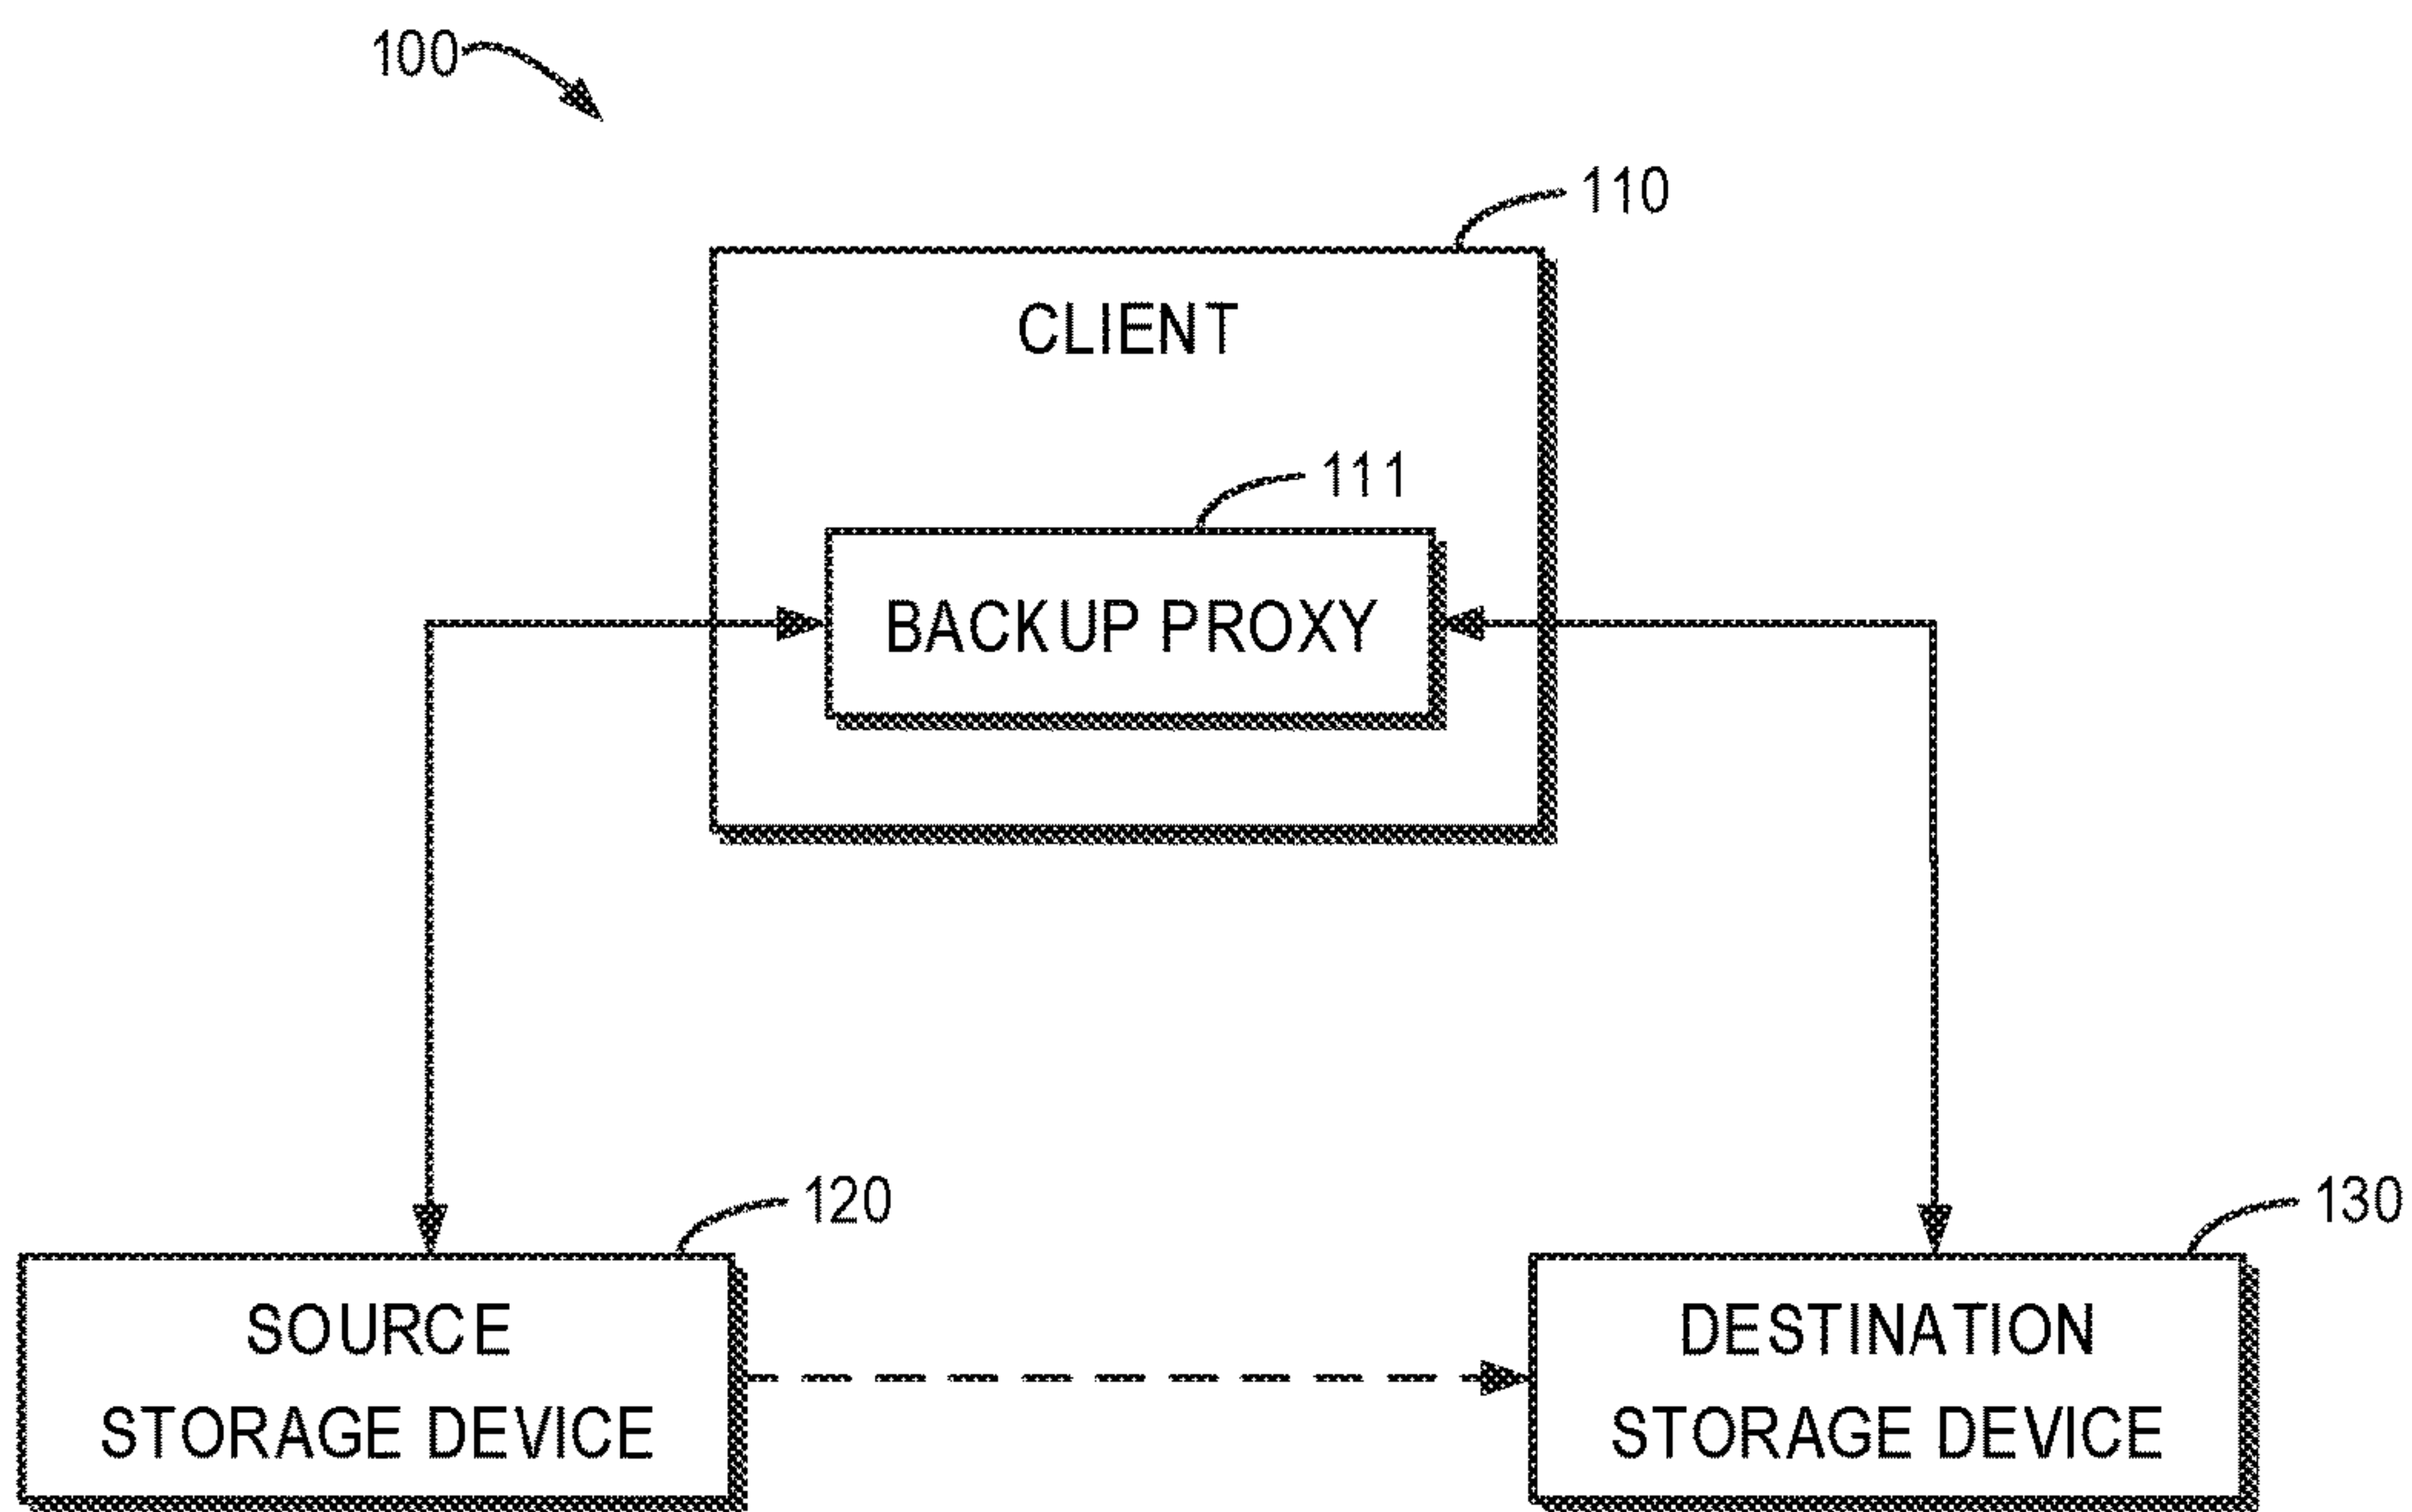 100
110
CLIENT
111
BACKUP PROXY
120
130
SOURCE
STORAGE DEVICE
DESTINATION
STORAGE DEVICE